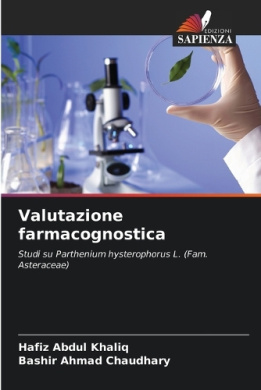 EDIZIONI
SAPIENZA
Valutazione
farmacognostica
Studi su Parthenium hysterophorus L. (Fam.
Asteraceae)
Hafiz Abdul Khaliq
Bashir Ahmad Chaudhary